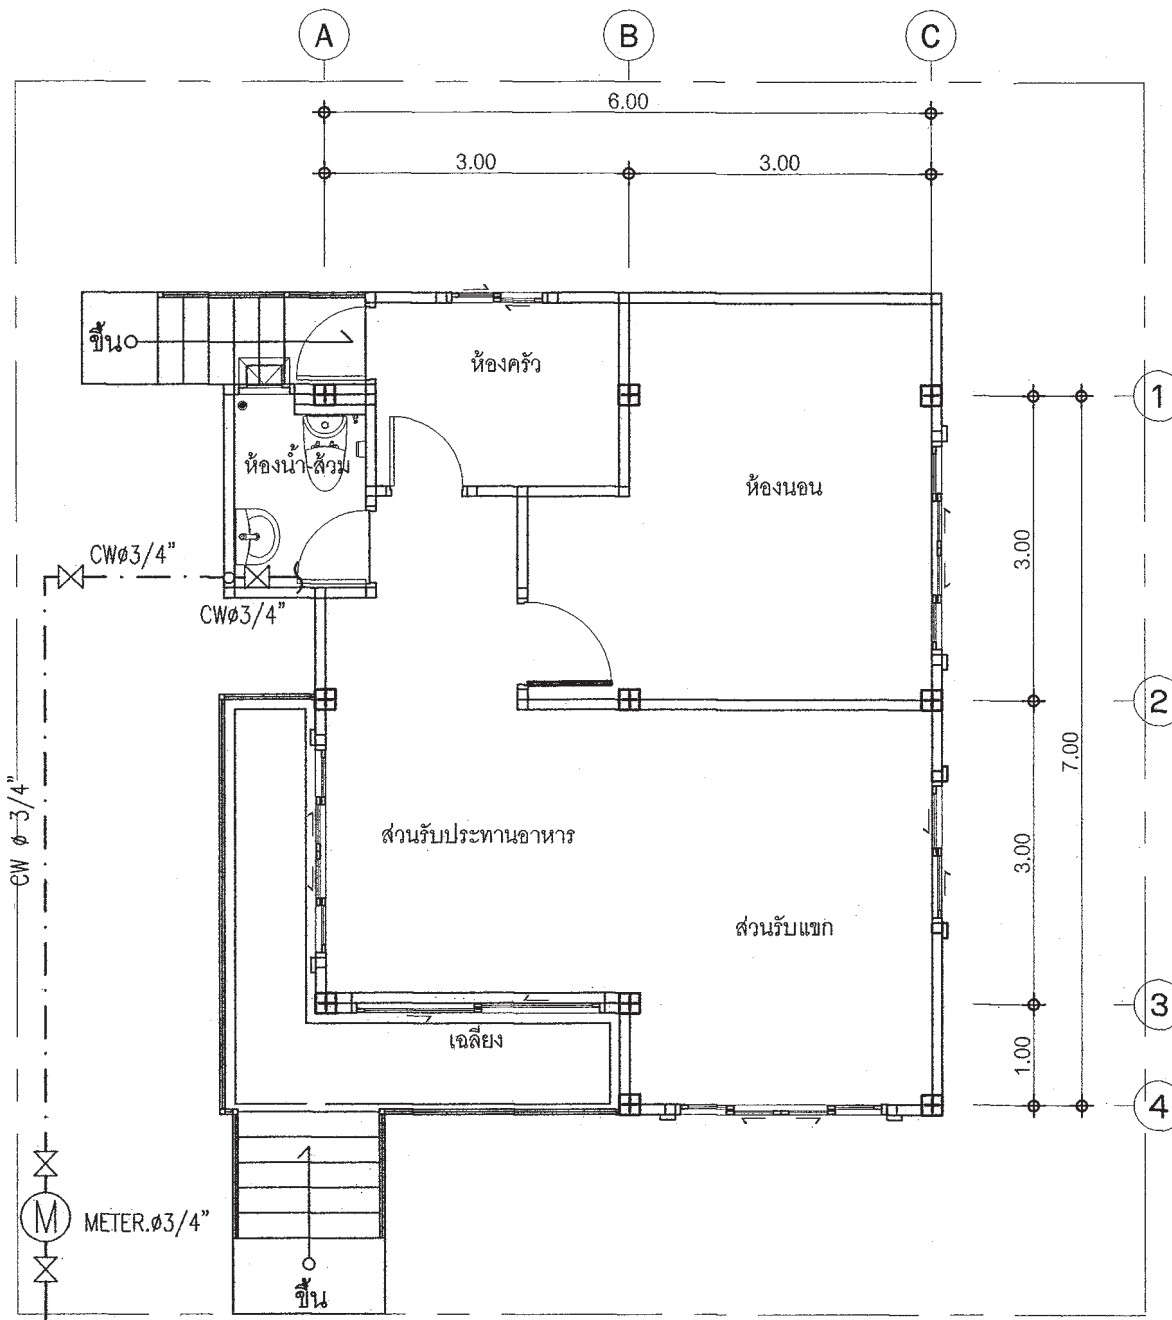 A B C
6.00
3.00 3.00
ขึ้น
ห้องครัว
1
ห้องน้ำ-ส้วม
ห้องนอน
CWø3/4"
3.00
CWø3/4"
2
7.00
CW ø 3/4"
ส่วนรับประทานอาหาร
3.00
ส่วนรับแขก
3
เฉลียง
1.00
4
M METER.ø3/4"
ขึ้น